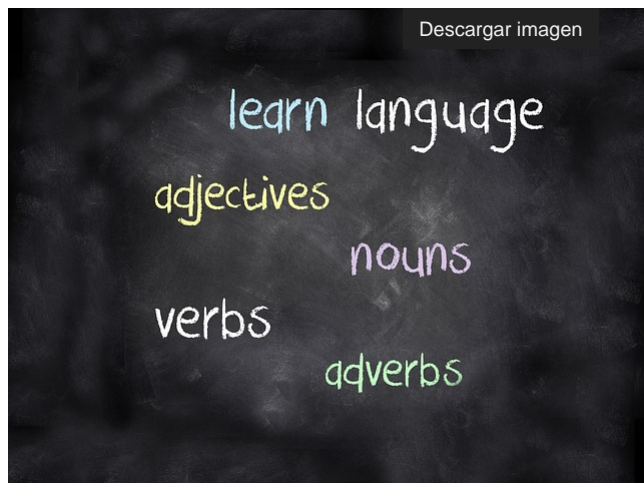 Descargar imagen
learn language
adjectives
nouns
verbs
adverbs